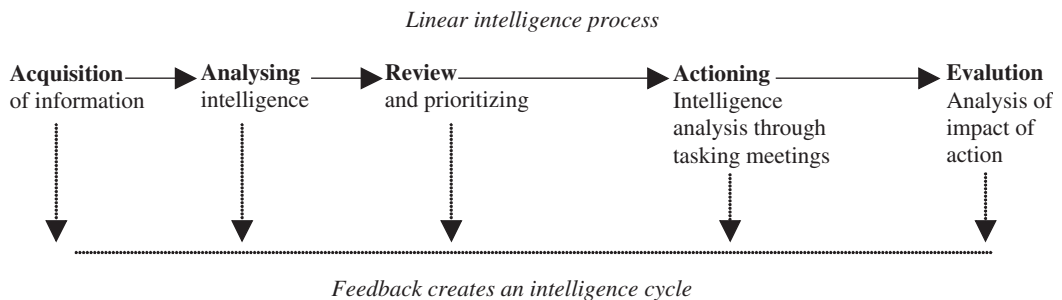 Linear intelligence process
Acquisition
of information
Analysing
intelligence
Review
and prioritizing
Actioning
Intelligence
analysis through
tasking meetings
Evalution
Analysis of
impact of
action
Feedback creates an intelligence cycle